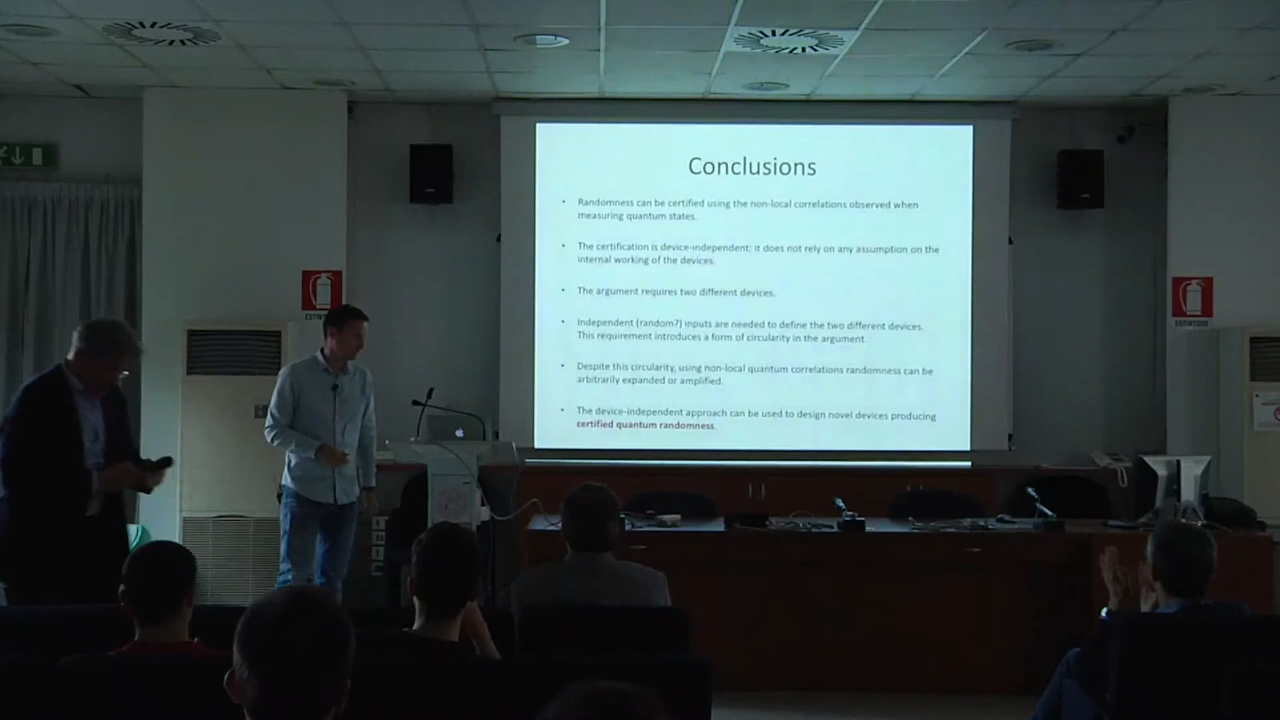 Conclusions
• Randomness can be certified using the non-local correlations observed when
measuring quantum states.
• The certification is device-independent: it does not rely on any assumption on the
internal working of the devices.
• The argument requires two different devices.
• Independent (random?) inputs are needed to define the two different devices.
This requirement introduces a form of circularity in the argument.
• Despite this circularity, using non-local quantum correlations randomness can be
arbitrarily expanded or amplified.
• The device-independent approach can be used to design novel devices producing
certified quantum randomness.
ESTINTORE